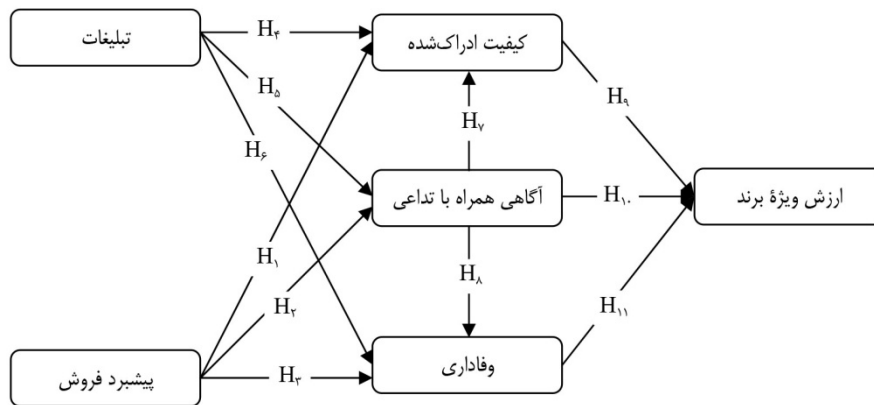 تبلیغات
H۴
کیفیت ادراک‌شده
H۵
H۹
H۶
H۷
آگاهی همراه با تداعی
H۱۰
ارزش ویژۀ برند
H۱
H۸
H۲
H۱۱
پیشبرد فروش
H۳
وفاداری